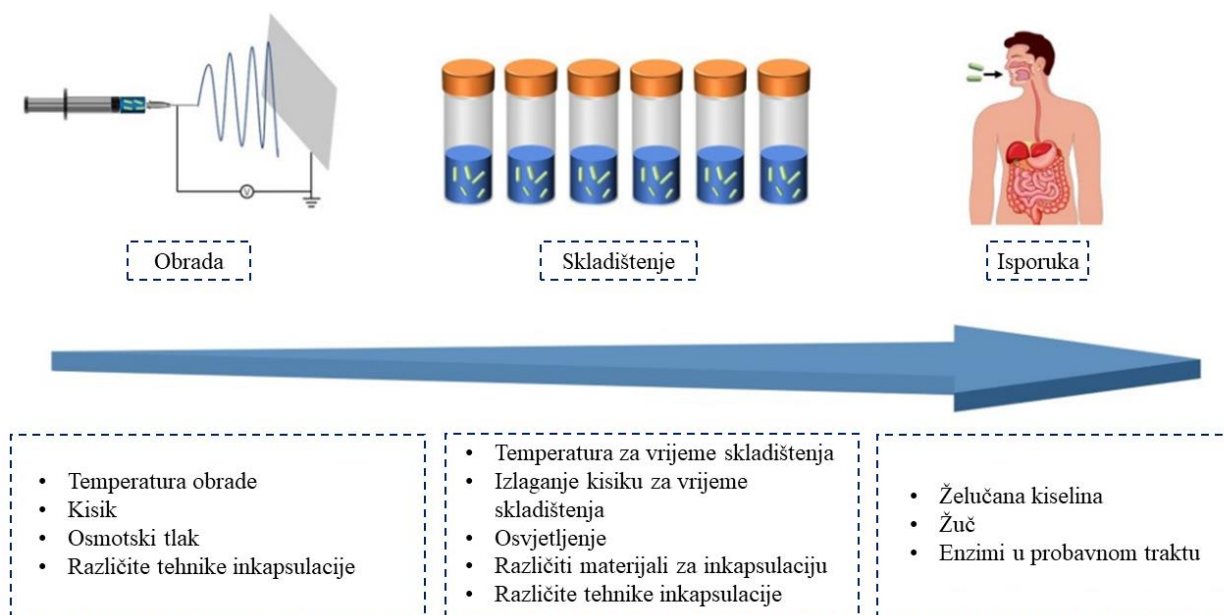 V
Obrada
Skladištenje
Isporuka
• Temperatura obrade
• Kisik
• Osmotski tlak
• Različite tehnike inkapsulacije
• Temperatura za vrijeme skladištenja
• Izlaganje kisiku za vrijeme
skladištenja
• Osvjetljenje
• Različiti materijali za inkapsulaciju
• Različite tehnike inkapsulacije
• Želučana kiselina
• Žuč
• Enzimi u probavnom traktu